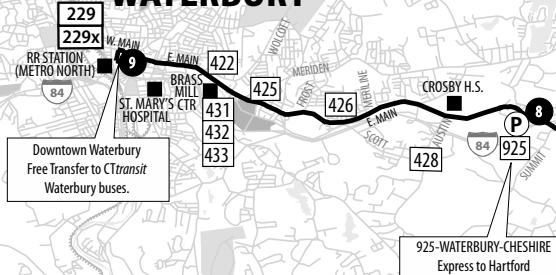 WATERBURY
229
229x
W. MAIN
9
E. MAIN
RR STATION
(METRO NORTH)
84
ST. MARY'S
HOSPITAL
BRASS
MILL
CTR
422
425
431
432
433
WOLCOTT
MERIDEN
FROST
426
MERLINE
E. MAIN
SCOTT
AUSTIN
428
CROSBY H.S.
8
P
84
925
SUMMIT
Downtown Waterbury
Free Transfer to CTtransit
Waterbury buses.
925-WATERBURY-CHESHIRE
Express to Hartford